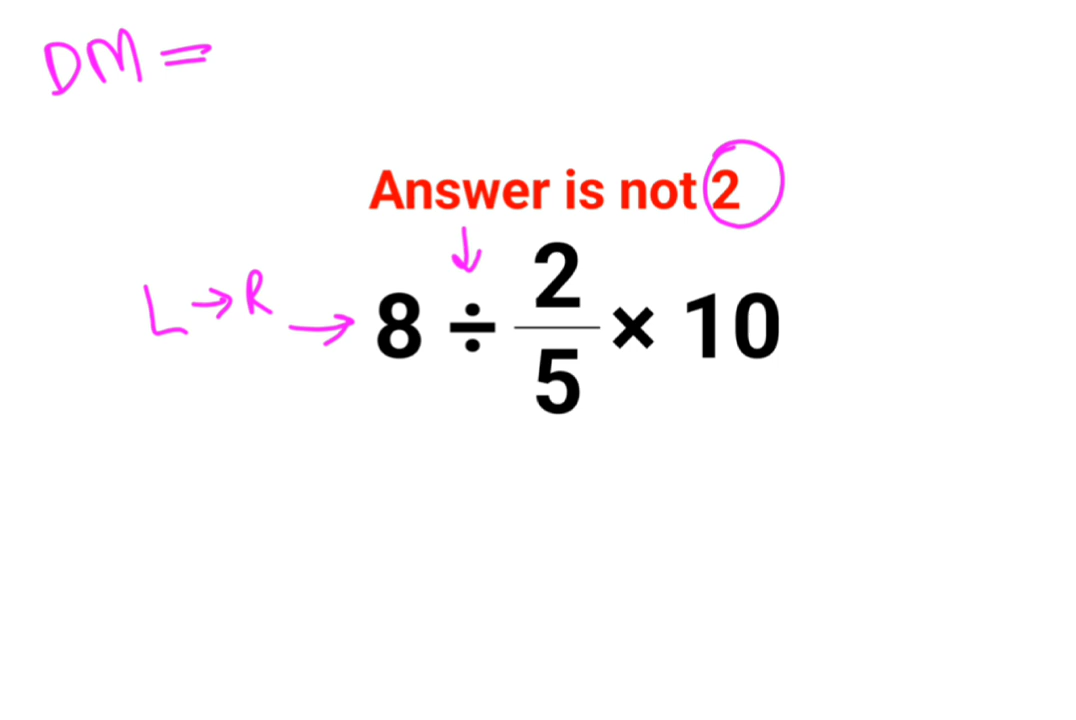 DM =
Answer is not 2
L → R → 8 ÷ 2/5 × 10